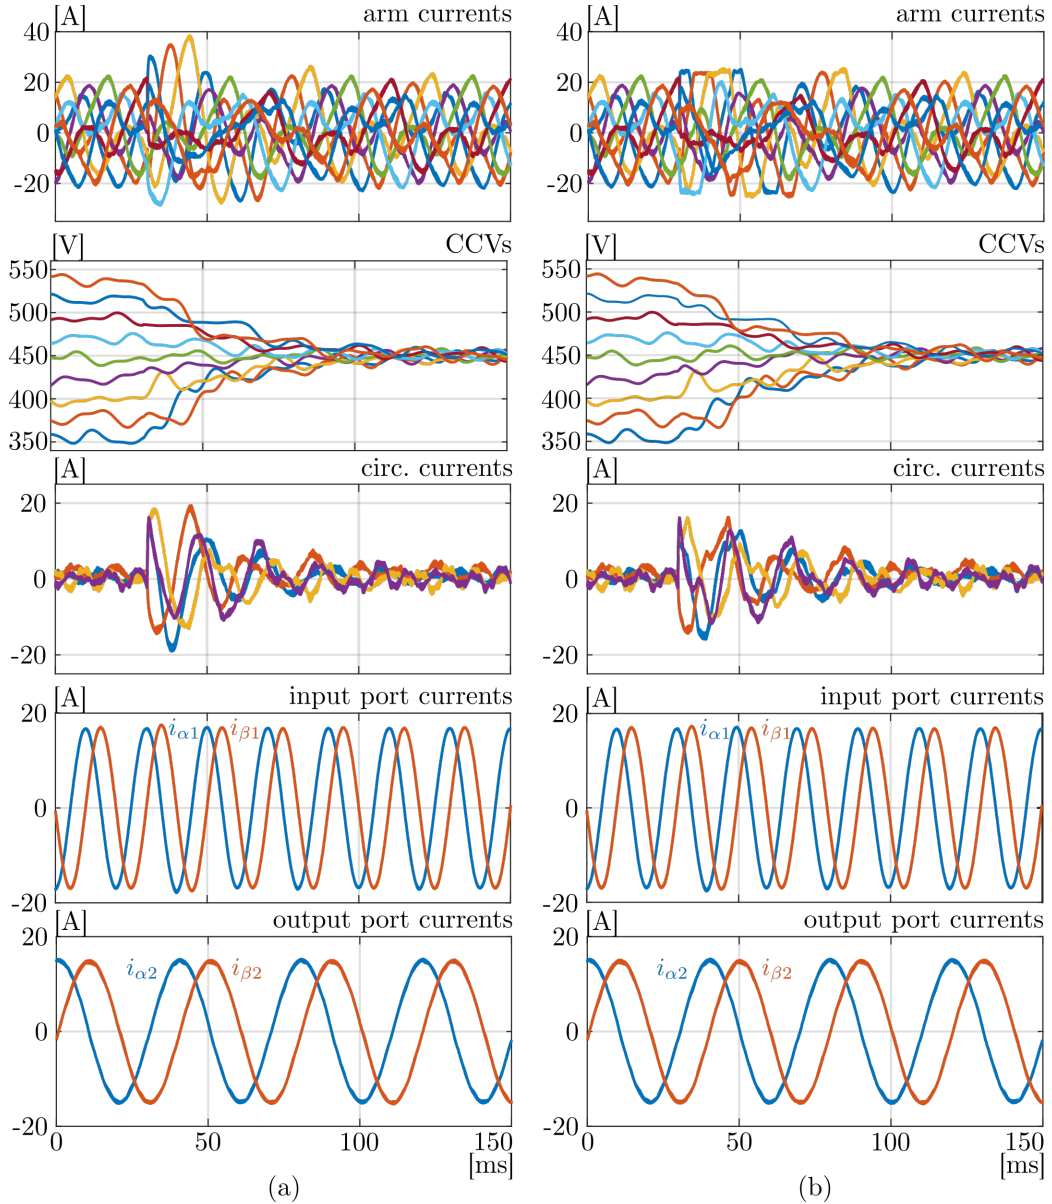 [A] arm currents
40
20
0
-20
[V] CCVs
550
500
450
400
350
[A] circ. currents
20
0
-20
[A] input port currents
20
0
-20
iα1 iβ1
[A] output port currents
20
0
-20
iα2 iβ2
0 50 100 150
[ms]
(a)
[A] arm currents
40
20
0
-20
[V] CCVs
550
500
450
400
350
[A] circ. currents
20
0
-20
[A] input port currents
20
0
-20
iα1 iβ1
[A] output port currents
20
0
-20
iα2 iβ2
0 50 100 150
[ms]
(b)